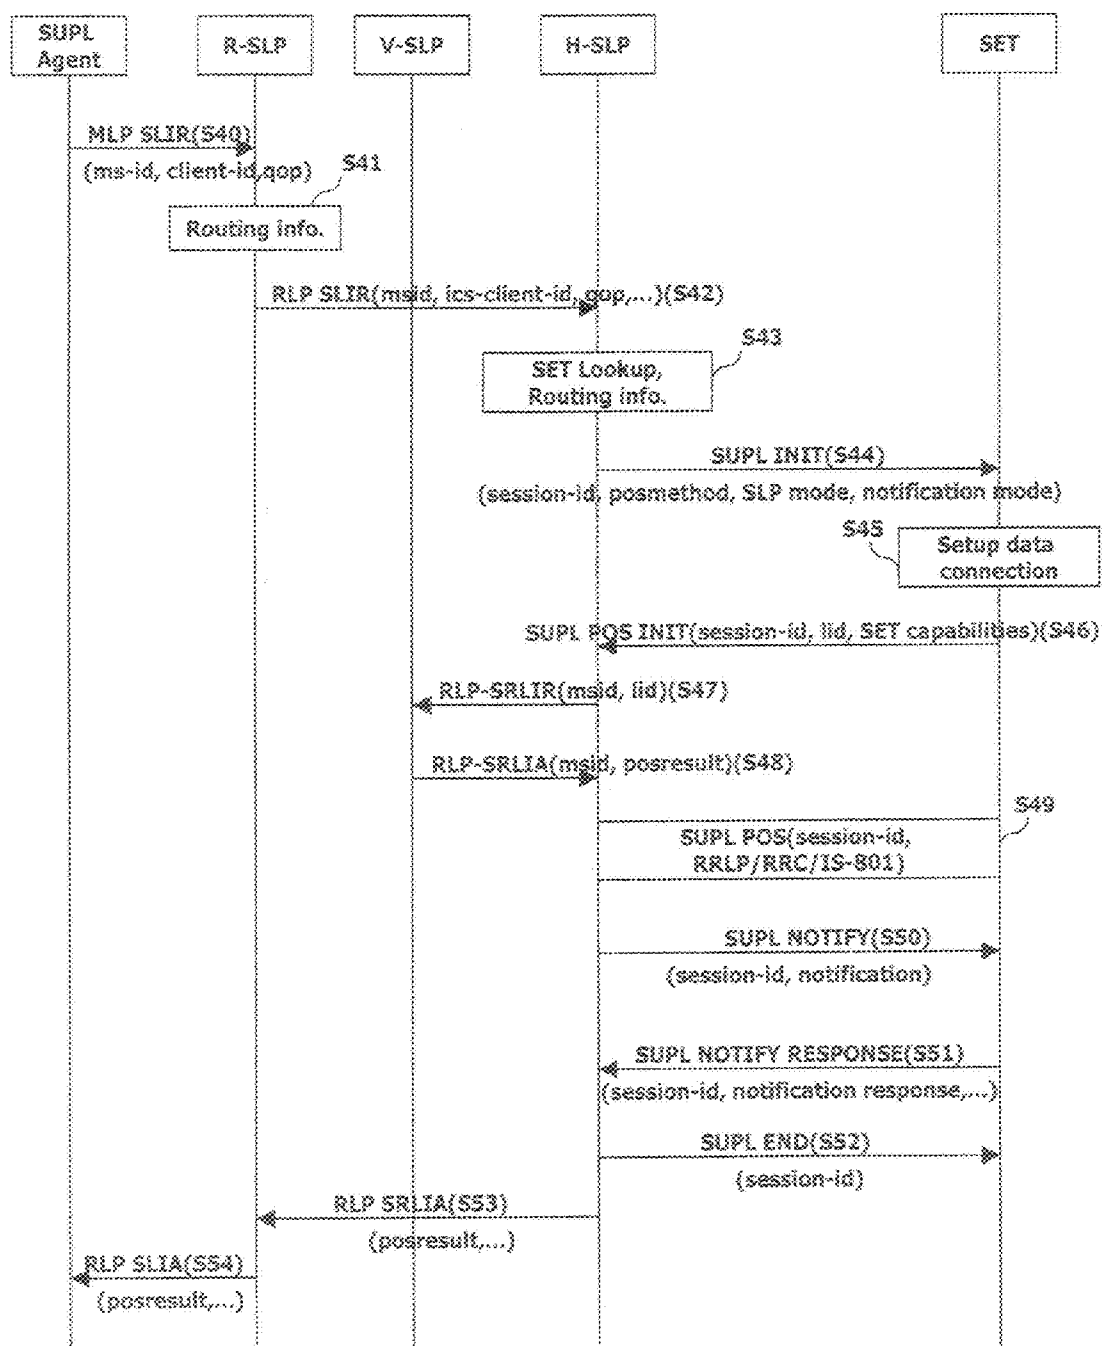 SUPL
Agent
R-SLP
V-SLP
H-SLP
SET
MLP SLIR(S40)
(ms-id, client-id,qop)
S41
Routing info.
RLP SLIR(msid, ics-client-id, qop,...)(S42)
S43
SET Lookup,
Routing info.
SUPL INIT(S44)
(session-id, posmethod, SLP mode, notification mode)
S45
Setup data
connection
SUPL POS INIT(session-id, lid, SET capabilities)(S46)
RLP-SRLIR(msid, lid)(S47)
RLP-SRLIA(msid, posresult)(S48)
S49
SUPL POS(session-id,
RRLP/RRC/IS-801)
SUPL NOTIFY(S50)
(session-id, notification)
SUPL NOTIFY RESPONSE(S51)
(session-id, notification response,...)
SUPL END(S52)
(session-id)
RLP SRLIA(S53)
(posresult,...)
RLP SLIA(S54)
(posresult,...)